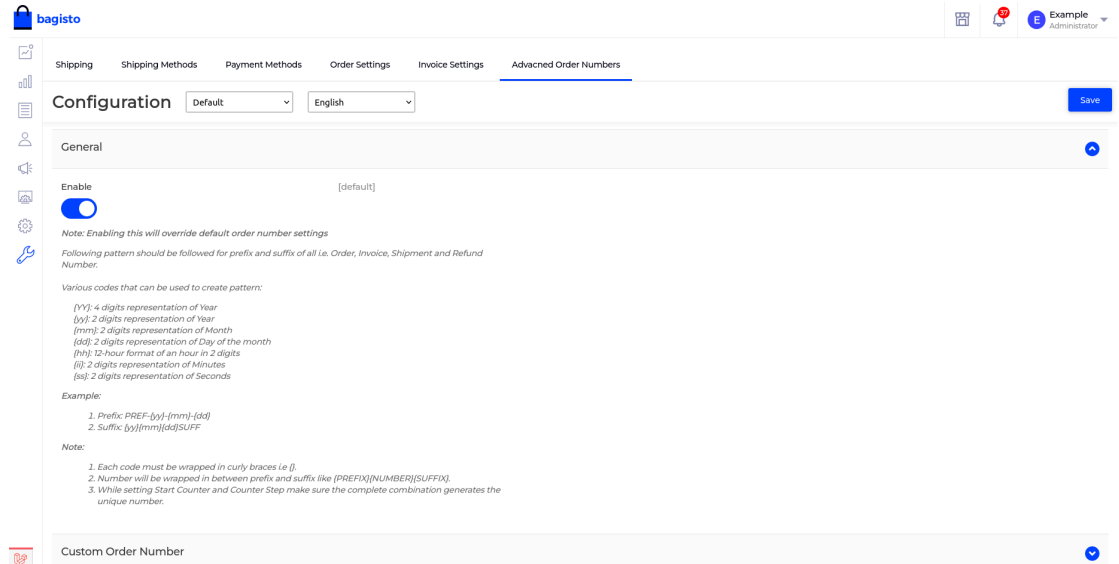 bagisto
37
E
Example
Administrator
Shipping
Shipping Methods
Payment Methods
Order Settings
Invoice Settings
Advacned Order Numbers
Configuration
Default
English
Save
General
Enable
[default]
Note: Enabling this will override default order number settings
Following pattern should be followed for prefix and suffix of all i.e. Order, Invoice, Shipment and Refund
Number.
Various codes that can be used to create pattern:
{YY}: 4 digits representation of Year
{yy}: 2 digits representation of Year
{mm}: 2 digits representation of Month
{dd}: 2 digits representation of Day of the month
{hh}: 12-hour format of an hour in 2 digits
{ii}: 2 digits representation of Minutes
{ss}: 2 digits representation of Seconds
Example:
1. Prefix: PREF-{yy}-{mm}-{dd}
2. Suffix: {yy}{mm}{dd}SUFF
Note:
1. Each code must be wrapped in curly braces i.e {}.
2. Number will be wrapped in between prefix and suffix like {PREFIX}{NUMBER}{SUFFIX}.
3. While setting Start Counter and Counter Step make sure the complete combination generates the
unique number.
Custom Order Number